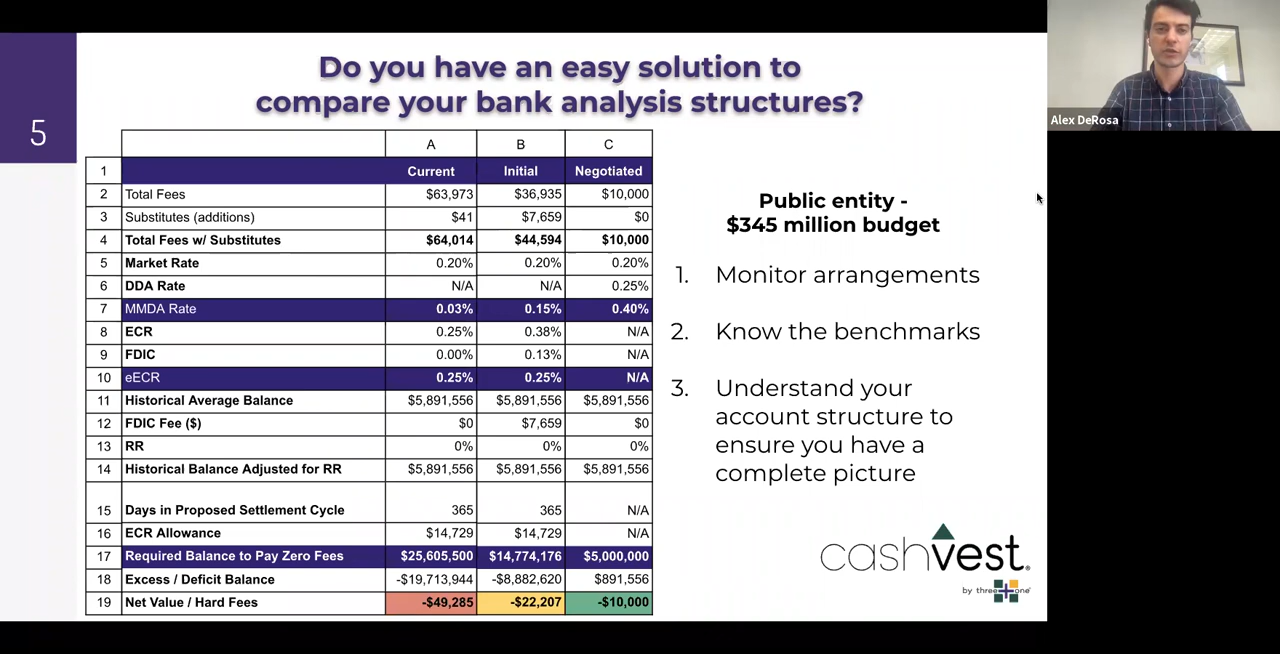 5
Do you have an easy solution to
compare your bank analysis structures?
A B C
1 Current Initial Negotiated
2 Total Fees $63,973 $36,935 $10,000
3 Substitutes (additions) $41 $7,659 $0
4 Total Fees w/ Substitutes $64,014 $44,594 $10,000
5 Market Rate 0.20% 0.20% 0.20%
6 DDA Rate N/A N/A 0.25%
7 MMDA Rate 0.03% 0.15% 0.40%
8 ECR 0.25% 0.38% N/A
9 FDIC 0.00% 0.13% N/A
10 eECR 0.25% 0.25% N/A
11 Historical Average Balance $5,891,556 $5,891,556 $5,891,556
12 FDIC Fee ($) $0 $7,659 $0
13 RR 0% 0% 0%
14 Historical Balance Adjusted for RR $5,891,556 $5,891,556 $5,891,556
15 Days in Proposed Settlement Cycle 365 365 N/A
16 ECR Allowance $14,729 $14,729 N/A
17 Required Balance to Pay Zero Fees $25,605,500 $14,774,176 $5,000,000
18 Excess / Deficit Balance -$19,713,944 -$8,882,620 $891,556
19 Net Value / Hard Fees -$49,285 -$22,207 -$10,000
Public entity -
$345 million budget
1. Monitor arrangements
2. Know the benchmarks
3. Understand your
account structure to
ensure you have a
complete picture
cashvest®
by three+one®
Alex DeRosa